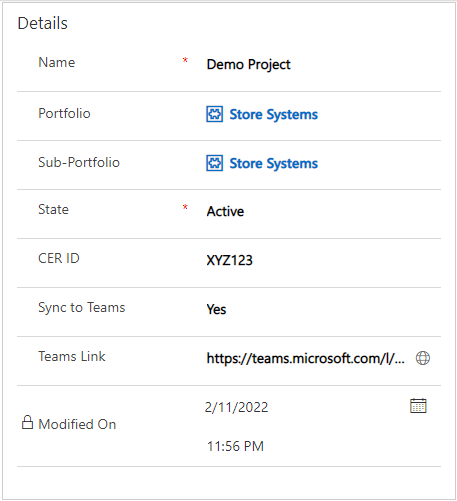 Details
Name * Demo Project
Portfolio Store Systems
Sub-Portfolio Store Systems
State * Active
CER ID XYZ123
Sync to Teams Yes
Teams Link https://teams.microsoft.com/l/...
2/11/2022
Modified On
11:56 PM